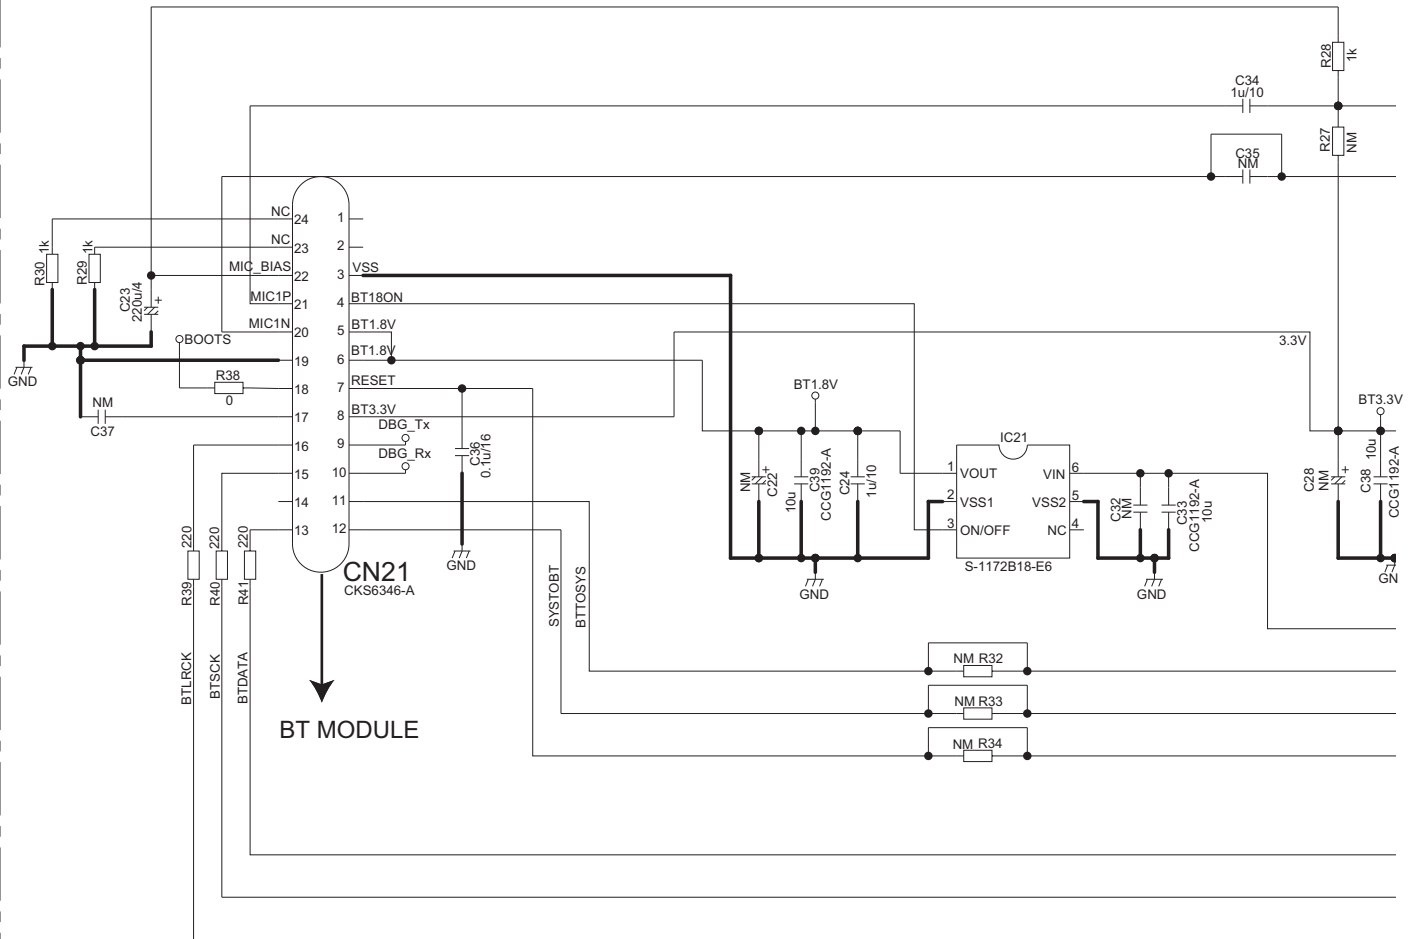 R28 1k
C34
1u/10
R27 NM
C35
NM
NC 24 1
R30 1k
NC 23 2
R29 1k
MIC_BIAS 22 3 VSS
C23
220u/4 +
MIC1P 21 4 BT18ON
MIC1N 20 5 BT1.8V
BOOTS
3.3V
19 6 BT1.8V
GND
R38
0
18 7 RESET
BT1.8V
BT3.3V
NM
C37
17 8 BT3.3V
16 9 DBG_Tx
15 10 DBG_Rx
C36
0.1u/16
GND
14 11
13 12
NM + C22
10u C39
CCG1192-A
C24 1u/10
GND
IC21
1 VOUT VIN 6
2 VSS1 VSS2 5
3 ON/OFF NC 4
S-1172B18-E6
C32
NM
C33
CCG1192-A
10u
GND
C28
NM +
C38 10u
CCG1192-A
GN
CN21
CKS6346-A
R39 220
R40 220
R41 220
SYSTOBT
BTTOSYS
BTLRCK
BTSCK
BTDATA
BT MODULE
NM R32
NM R33
NM R34